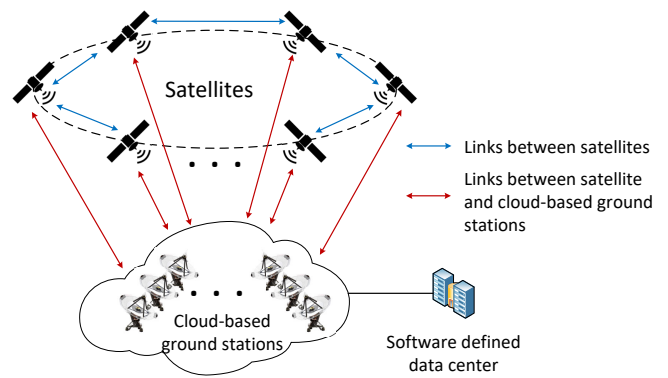 Satellites
. . .
Links between satellites
Links between satellite
and cloud-based ground
stations
. . .
Cloud-based
ground stations
Software defined
data center